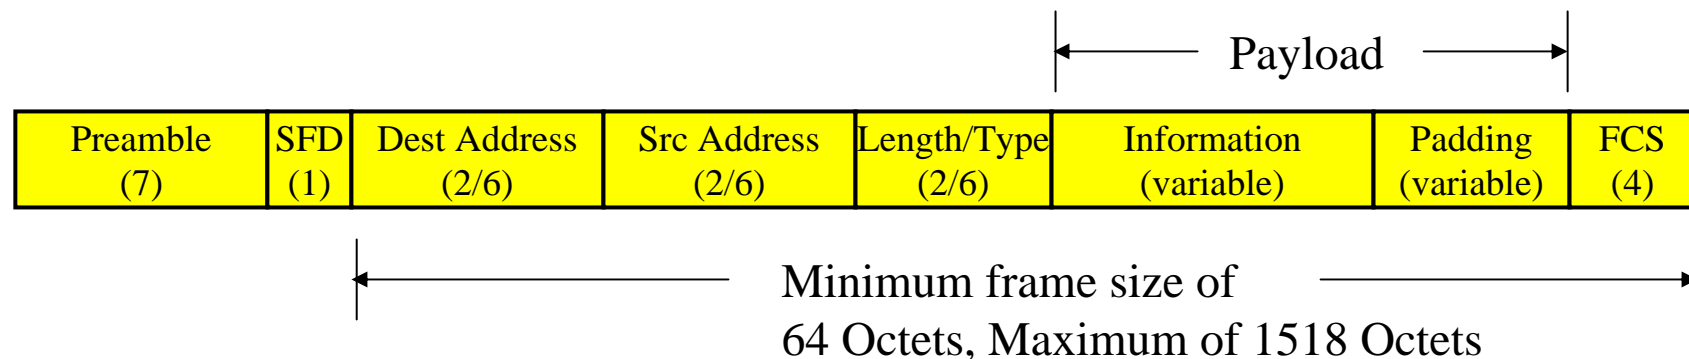 Payload
Preamble
(7)
SFD
(1)
Dest Address
(2/6)
Src Address
(2/6)
Length/Type
(2/6)
Information
(variable)
Padding
(variable)
FCS
(4)
Minimum frame size of
64 Octets, Maximum of 1518 Octets